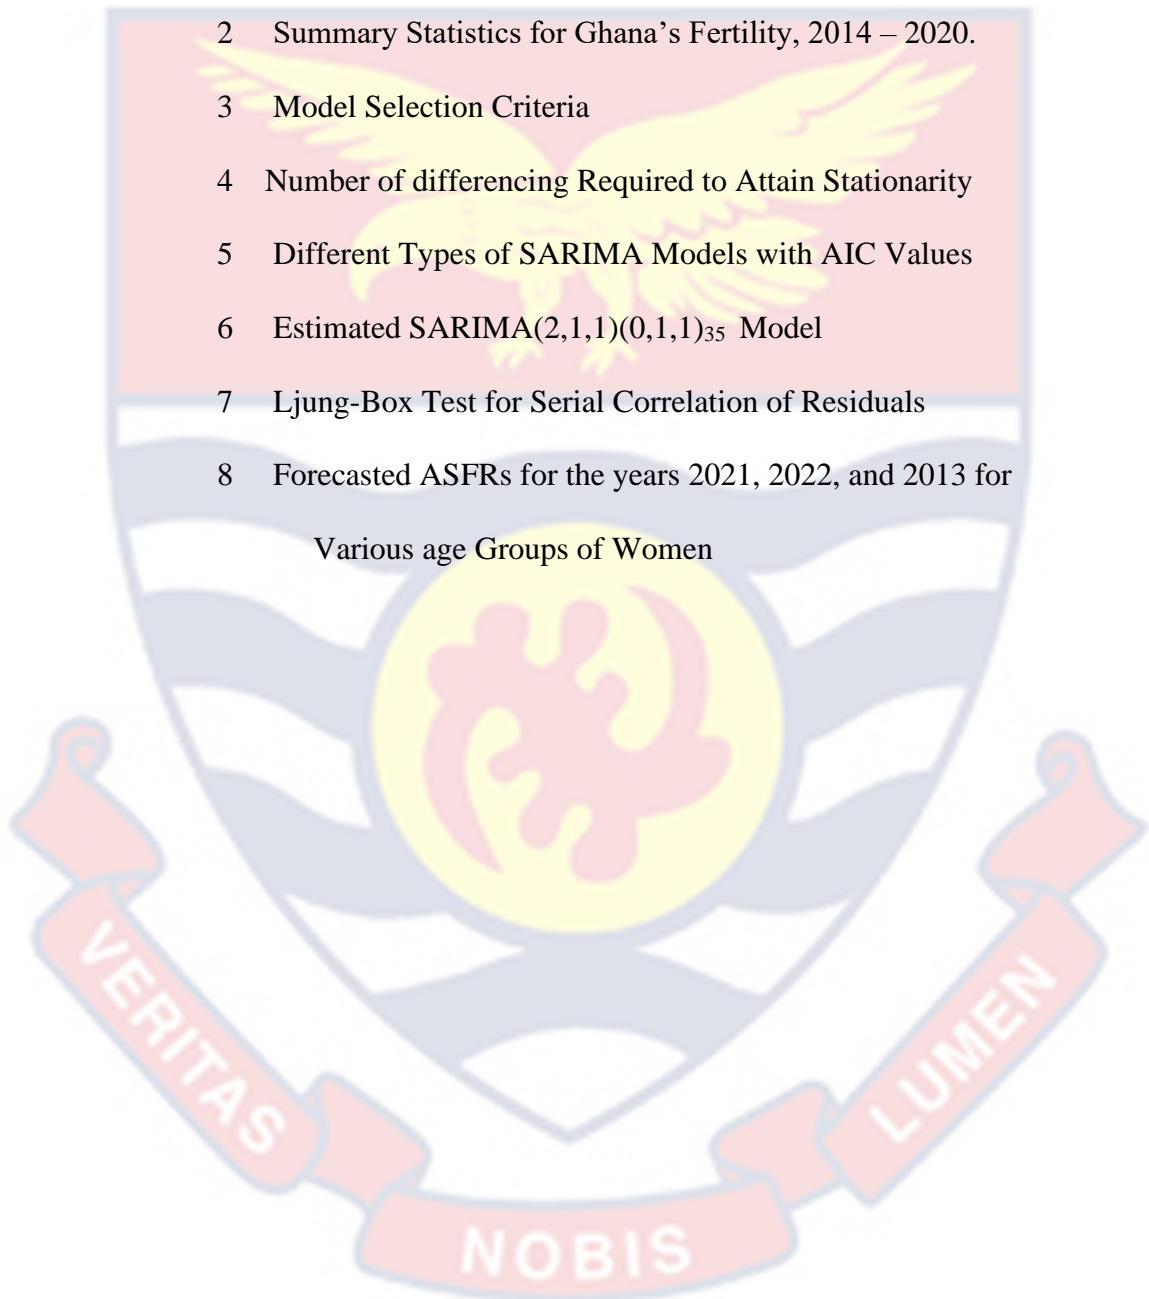 2 Summary Statistics for Ghana’s Fertility, 2014 – 2020.
3 Model Selection Criteria
4 Number of differencing Required to Attain Stationarity
5 Different Types of SARIMA Models with AIC Values
6 Estimated SARIMA(2,1,1)(0,1,1)₃₅ Model
7 Ljung-Box Test for Serial Correlation of Residuals
8 Forecasted ASFRs for the years 2021, 2022, and 2013 for
Various age Groups of Women
VERITAS
NOBIS
LUMEN